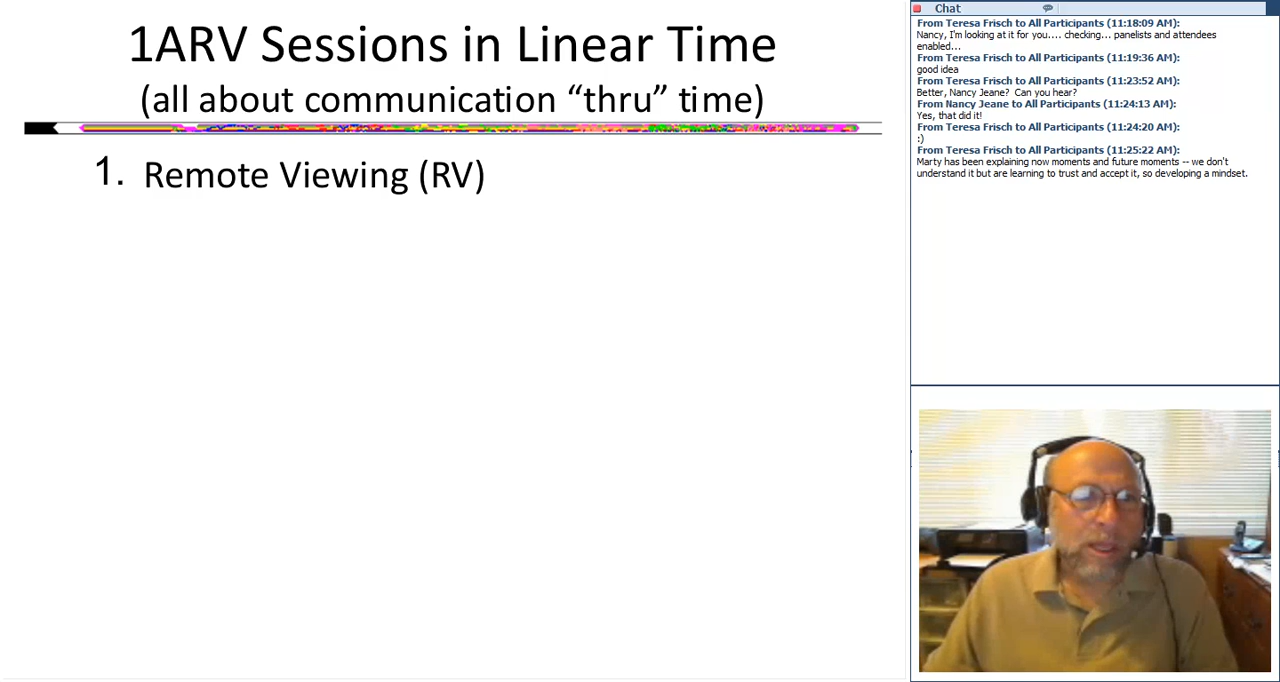 1ARV Sessions in Linear Time
(all about communication “thru” time)
1. Remote Viewing (RV)
Chat
From Teresa Frisch to All Participants (11:18:09 AM):
Nancy, I'm looking at it for you.... checking... panelists and attendees
enabled...
From Teresa Frisch to All Participants (11:19:36 AM):
good idea
From Teresa Frisch to All Participants (11:23:52 AM):
Better, Nancy Jeane?  Can you hear?
From Nancy Jeane to All Participants (11:24:13 AM):
Yes, that did it!
From Teresa Frisch to All Participants (11:24:20 AM):
:)
From Teresa Frisch to All Participants (11:25:22 AM):
Marty has been explaining now moments and future moments -- we don't
understand it but are learning to trust and accept it, so developing a mindset.